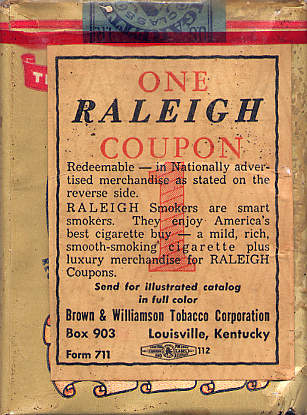 CLASS
ONE
RALEIGH
COUPON
Redeemable — in Nationally adver-
tised merchandise as stated on the
reverse side.
RALEIGH Smokers are smart
smokers. They enjoy America's
best cigarette buy — a mild, rich,
smooth-smoking cigarette plus
luxury merchandise for RALEIGH
Coupons.
Send for illustrated catalog
in full color
Brown & Williamson Tobacco Corporation
Box 903 Louisville, Kentucky
Form 711 112